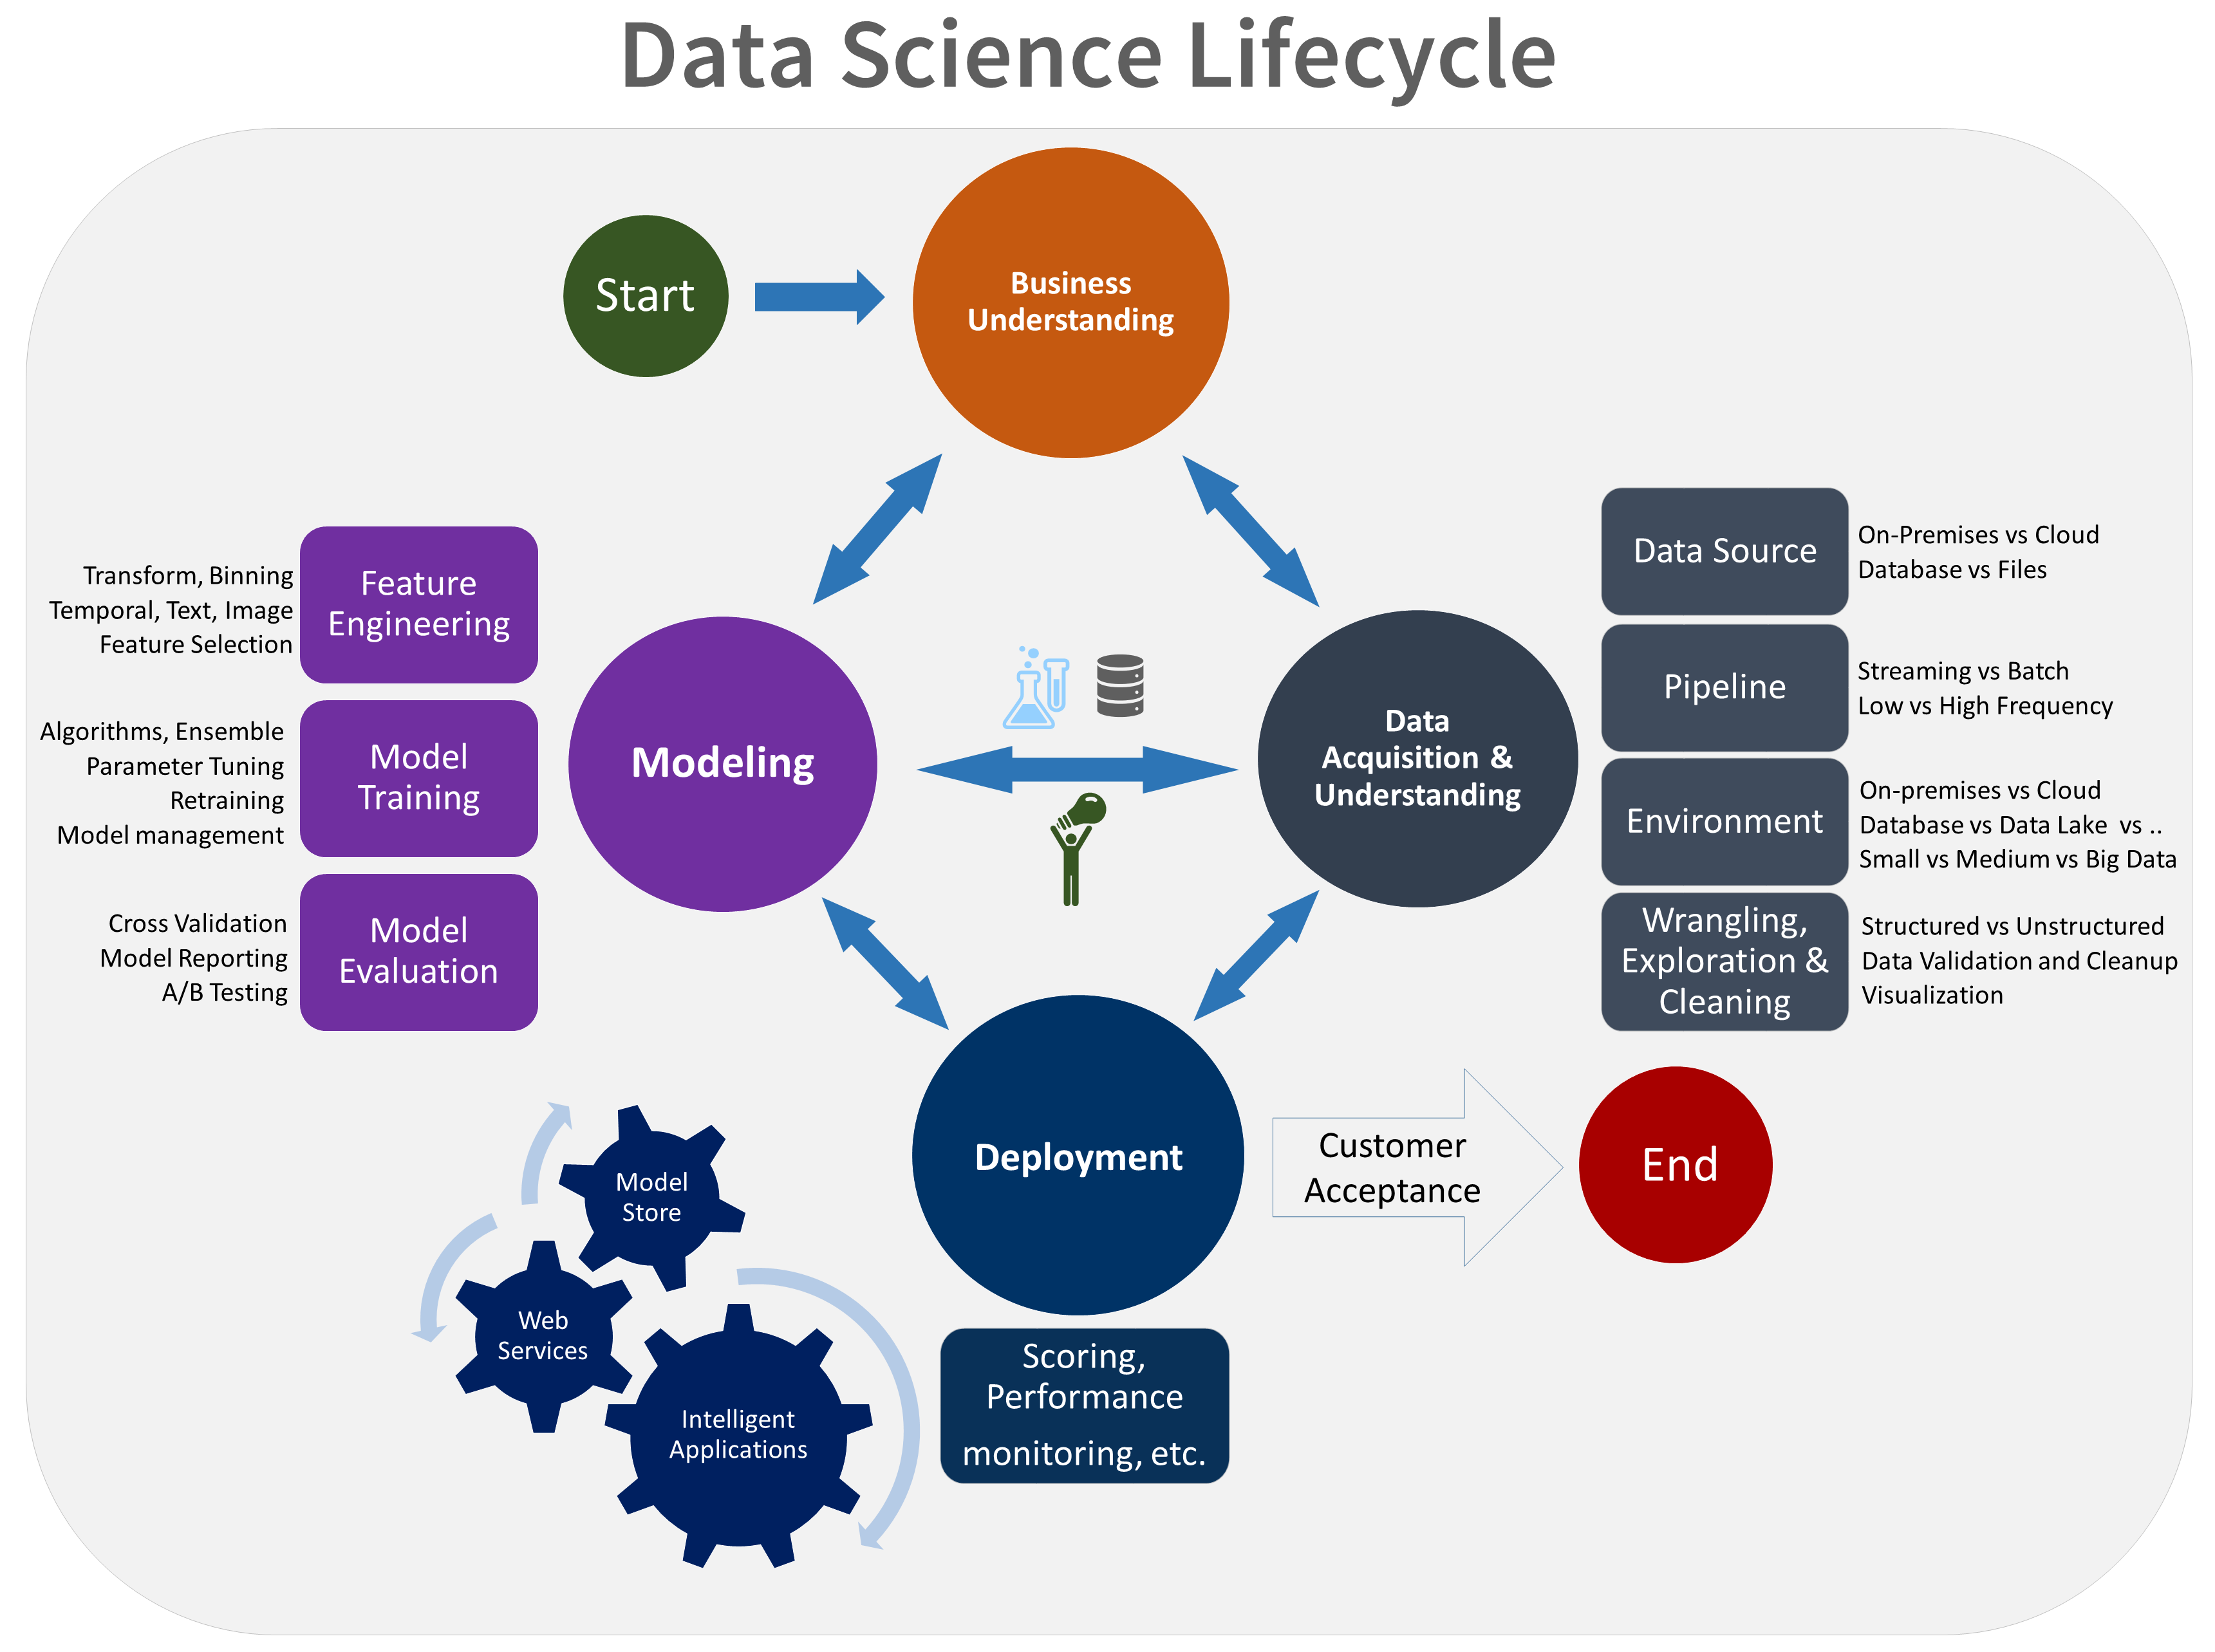 Data Science Lifecycle
Start
Business
Understanding
Transform, Binning
Temporal, Text, Image
Feature Selection
Feature
Engineering
Algorithms, Ensemble
Parameter Tuning
Retraining
Model management
Model
Training
Cross Validation
Model Reporting
A/B Testing
Model
Evaluation
Modeling
Data
Acquisition &
Understanding
Data Source
On-Premises vs Cloud
Database vs Files
Pipeline
Streaming vs Batch
Low vs High Frequency
Environment
On-premises vs Cloud
Database vs Data Lake  vs ..
Small vs Medium vs Big Data
Wrangling,
Exploration &
Cleaning
Structured vs Unstructured
Data Validation and Cleanup
Visualization
Deployment
Customer
Acceptance
End
Model
Store
Web
Services
Intelligent
Applications
Scoring,
Performance
monitoring, etc.